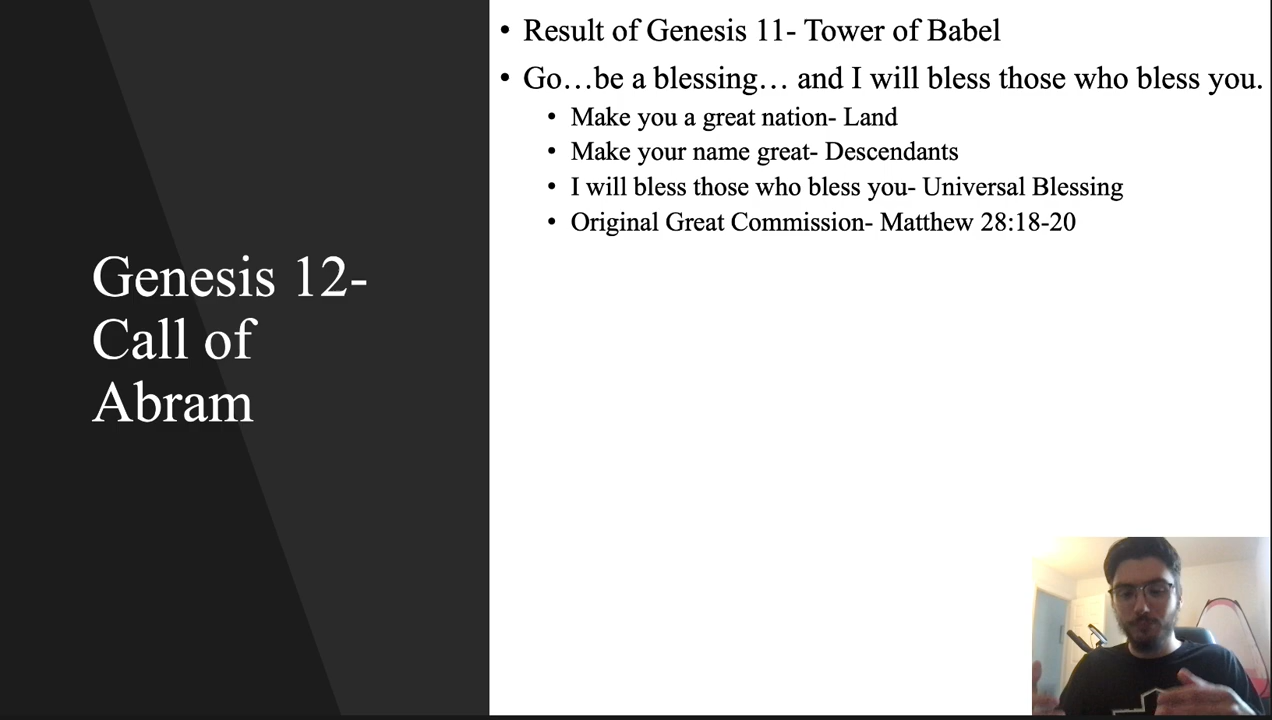 Genesis 12-
Call of
Abram
• Result of Genesis 11- Tower of Babel
• Go…be a blessing… and I will bless those who bless you.
• Make you a great nation- Land
• Make your name great- Descendants
• I will bless those who bless you- Universal Blessing
• Original Great Commission- Matthew 28:18-20